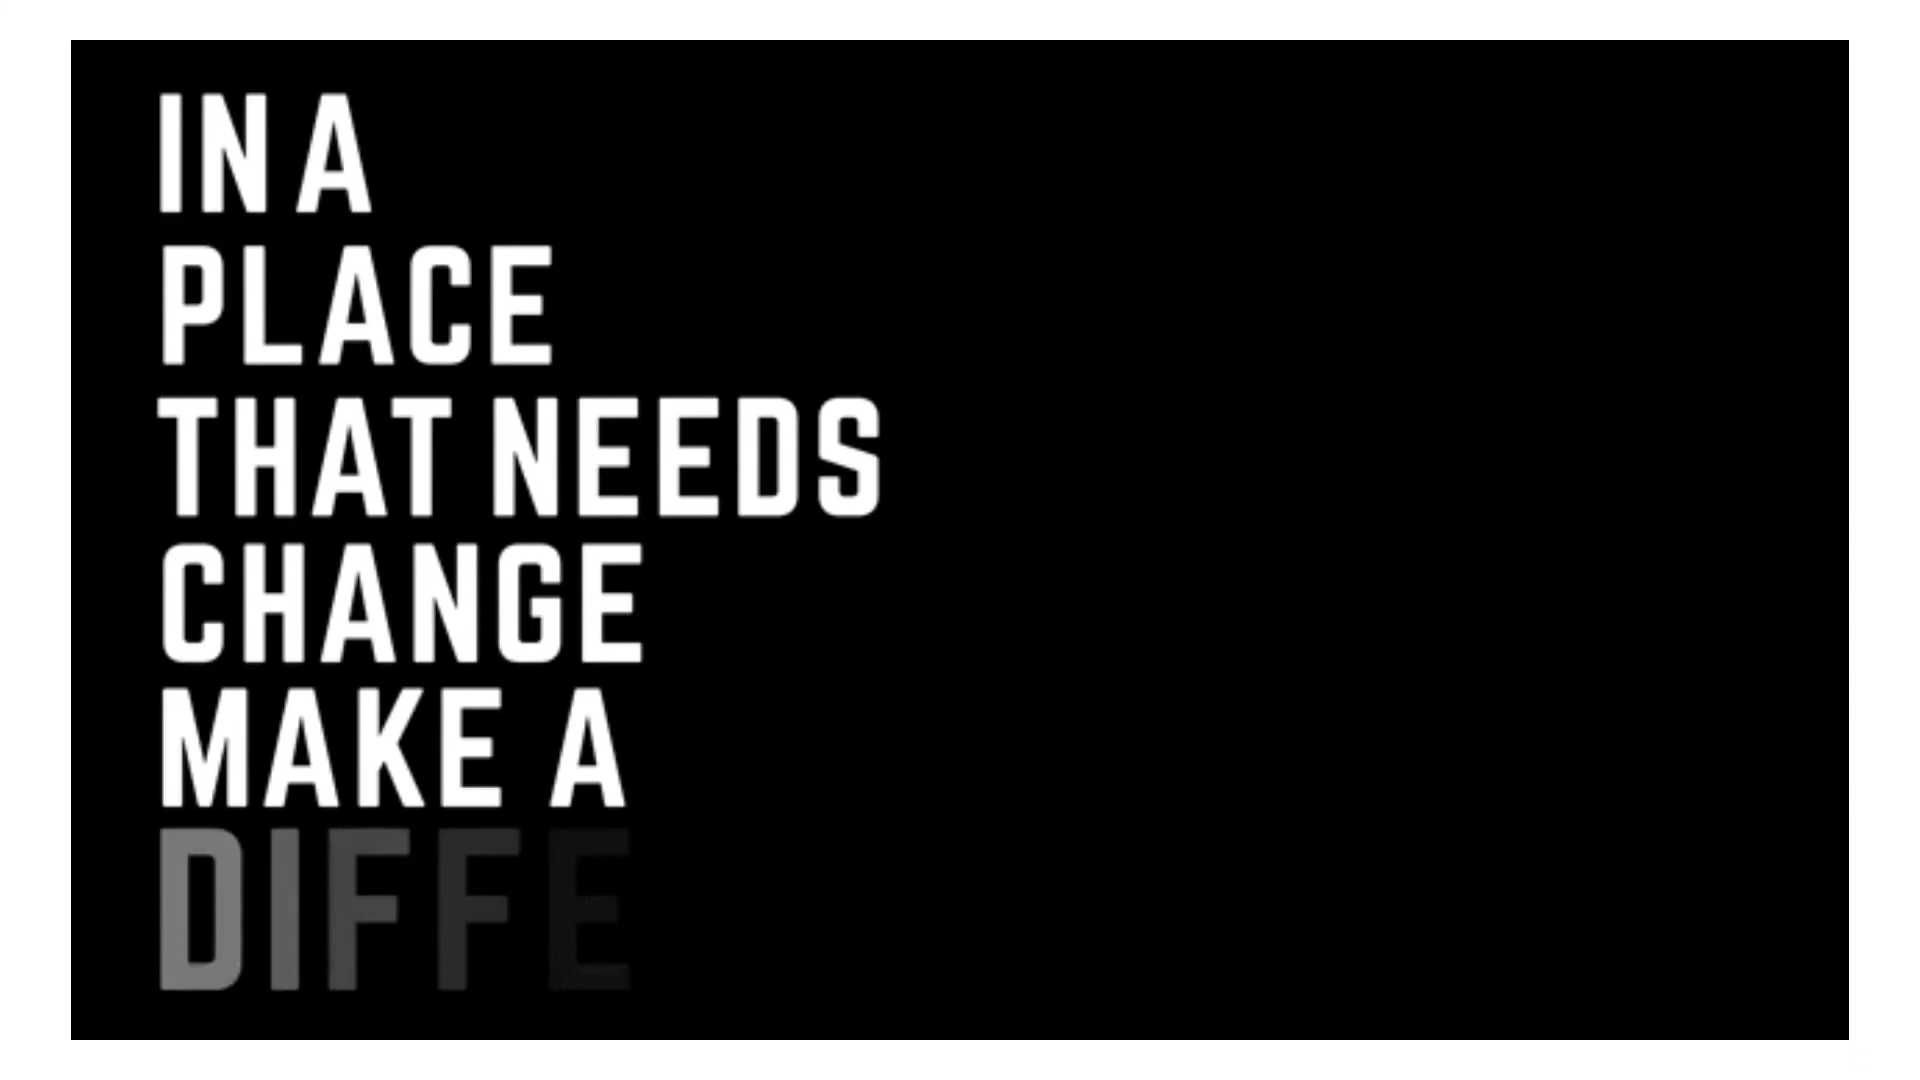 IN A
PLACE
THAT NEEDS
CHANGE
MAKE A
DIFFE